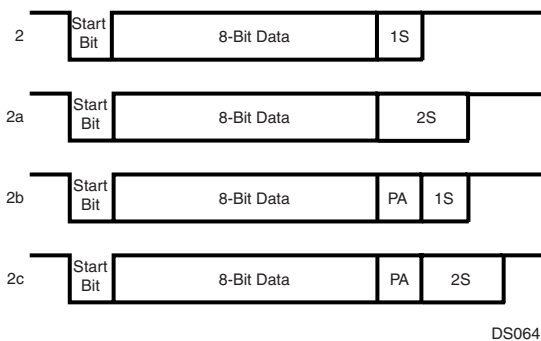 2 Start Bit 8-Bit Data 1S
2a Start Bit 8-Bit Data 2S
2b Start Bit 8-Bit Data PA 1S
2c Start Bit 8-Bit Data PA 2S
DS064